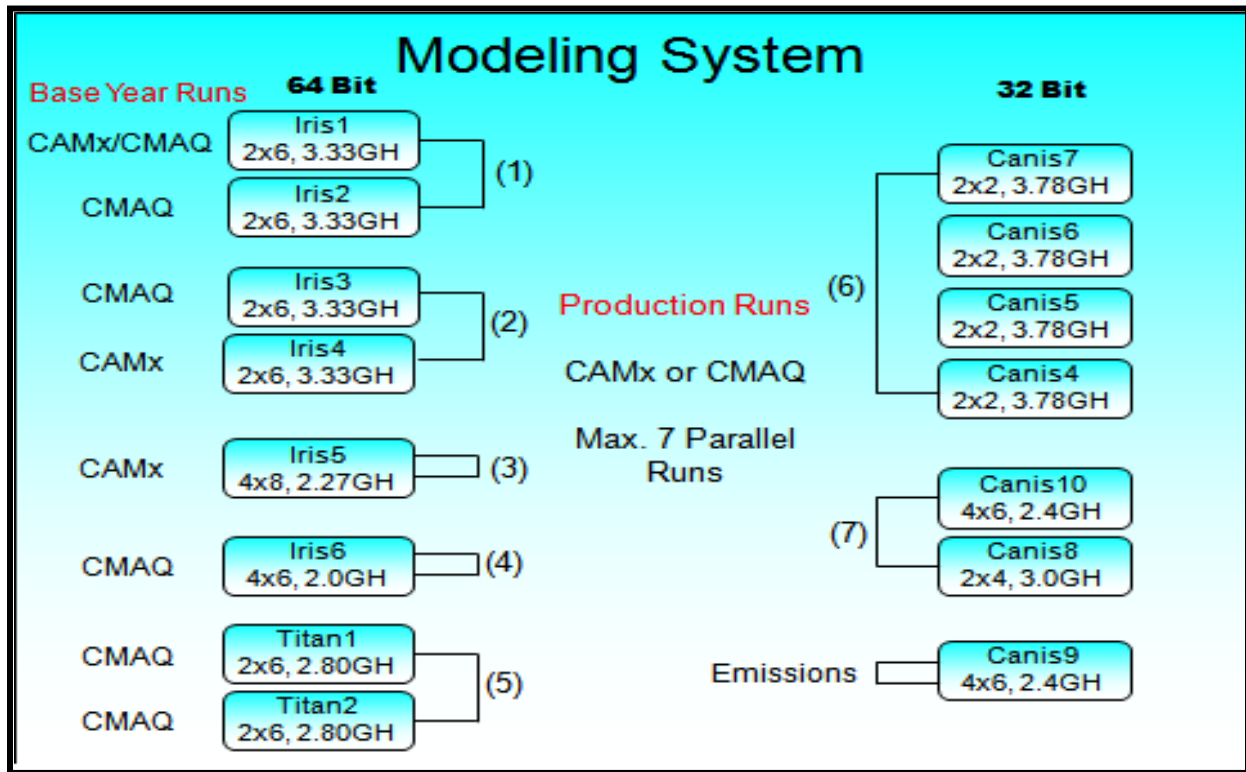 Modeling System
Base Year Runs
64 Bit
CAMx/CMAQ
Iris1
2x6, 3.33GH
(1)
CMAQ
Iris2
2x6, 3.33GH
CMAQ
Iris3
2x6, 3.33GH
(2)
CAMx
Iris4
2x6, 3.33GH
CAMx
Iris5
4x8, 2.27GH
(3)
CMAQ
Iris6
4x6, 2.0GH
(4)
CMAQ
Titan1
2x6, 2.80GH
(5)
CMAQ
Titan2
2x6, 2.80GH
Production Runs
CAMx or CMAQ
Max. 7 Parallel
Runs
32 Bit
Canis7
2x2, 3.78GH
Canis6
2x2, 3.78GH
(6)
Canis5
2x2, 3.78GH
Canis4
2x2, 3.78GH
Canis10
4x6, 2.4GH
(7)
Canis8
2x4, 3.0GH
Emissions
Canis9
4x6, 2.4GH